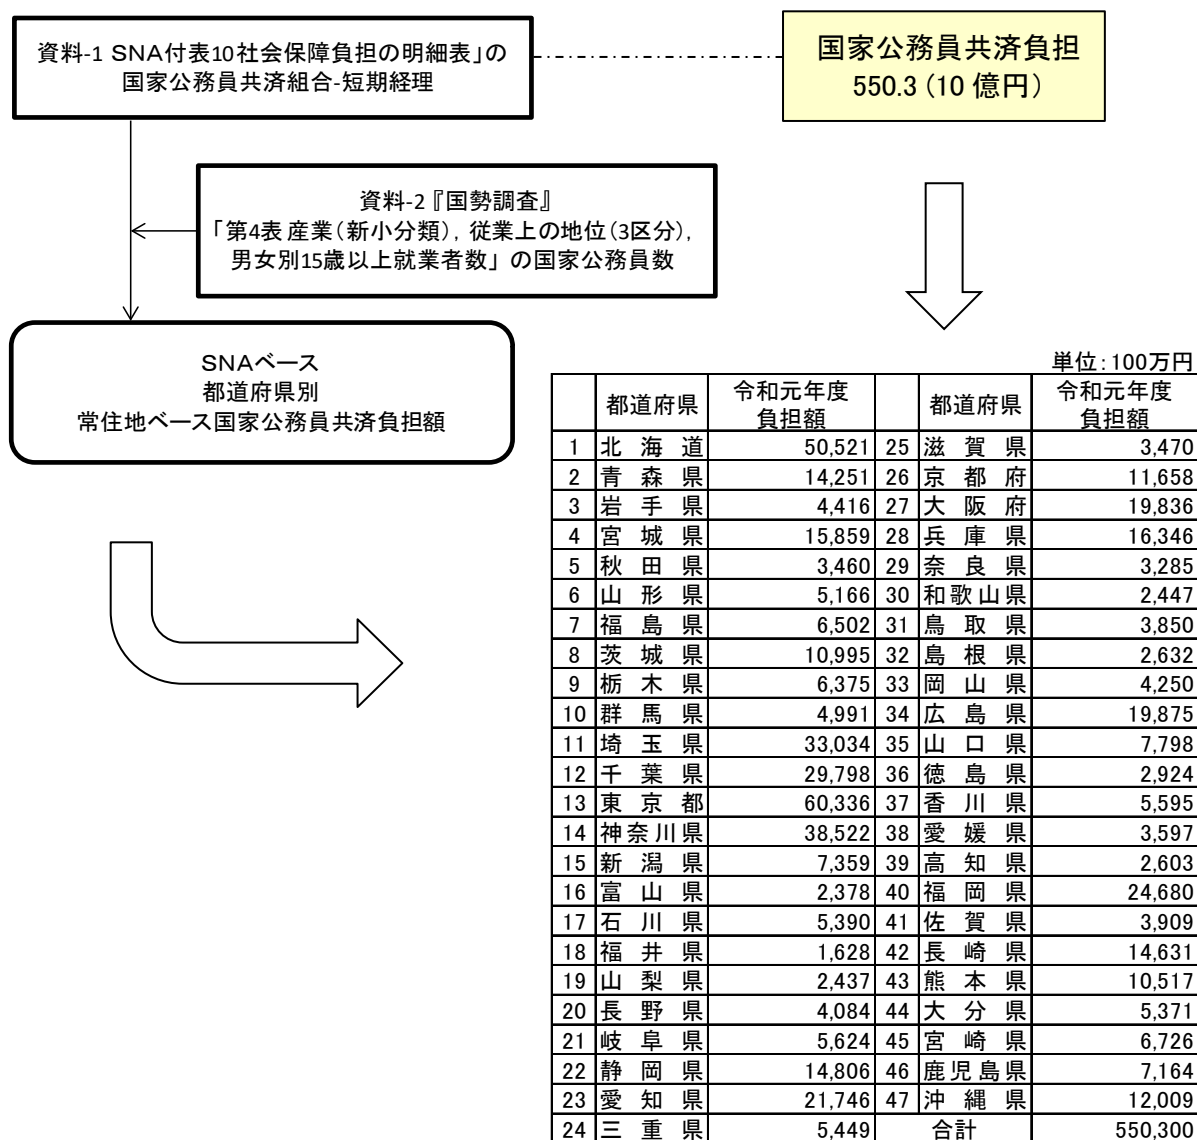 資料-1 SNA付表10社会保障負担の明細表」の
国家公務員共済組合-短期経理
国家公務員共済負担
550.3 (10 億円)
資料-2『国勢調査』
「第4表 産業(新小分類), 従業上の地位(3区分),
男女別15歳以上就業者数」の国家公務員数
SNAベース
都道府県別
常住地ベース国家公務員共済負担額
単位:100万円
都道府県 令和元年度 負担額 都道府県 令和元年度 負担額
1 北海道 50,521 25 滋賀県 3,470
2 青森県 14,251 26 京都府 11,658
3 岩手県 4,416 27 大阪府 19,836
4 宮城県 15,859 28 兵庫県 16,346
5 秋田県 3,460 29 奈良県 3,285
6 山形県 5,166 30 和歌山県 2,447
7 福島県 6,502 31 鳥取県 3,850
8 茨城県 10,995 32 島根県 2,632
9 栃木県 6,375 33 岡山県 4,250
10 群馬県 4,991 34 広島県 19,875
11 埼玉県 33,034 35 山口県 7,798
12 千葉県 29,798 36 徳島県 2,924
13 東京都 60,336 37 香川県 5,595
14 神奈川県 38,522 38 愛媛県 3,597
15 新潟県 7,359 39 高知県 2,603
16 富山県 2,378 40 福岡県 24,680
17 石川県 5,390 41 佐賀県 3,909
18 福井県 1,628 42 長崎県 14,631
19 山梨県 2,437 43 熊本県 10,517
20 長野県 4,084 44 大分県 5,371
21 岐阜県 5,624 45 宮崎県 6,726
22 静岡県 14,806 46 鹿児島県 7,164
23 愛知県 21,746 47 沖縄県 12,009
24 三重県 5,449 合計 550,300